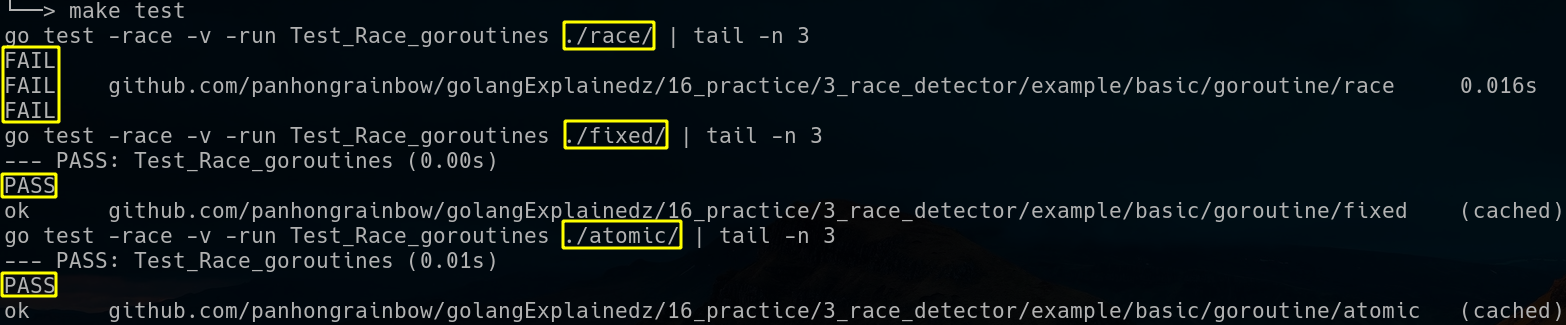 └──> make test
go test -race -v -run Test_Race_goroutines ./race/ | tail -n 3
FAIL
FAIL    github.com/panhongrainbow/golangExplainedz/16_practice/3_race_detector/example/basic/goroutine/race    0.016s
FAIL
go test -race -v -run Test_Race_goroutines ./fixed/ | tail -n 3
--- PASS: Test_Race_goroutines (0.00s)
PASS
ok      github.com/panhongrainbow/golangExplainedz/16_practice/3_race_detector/example/basic/goroutine/fixed    (cached)
go test -race -v -run Test_Race_goroutines ./atomic/ | tail -n 3
--- PASS: Test_Race_goroutines (0.01s)
PASS
ok      github.com/panhongrainbow/golangExplainedz/16_practice/3_race_detector/example/basic/goroutine/atomic   (cached)